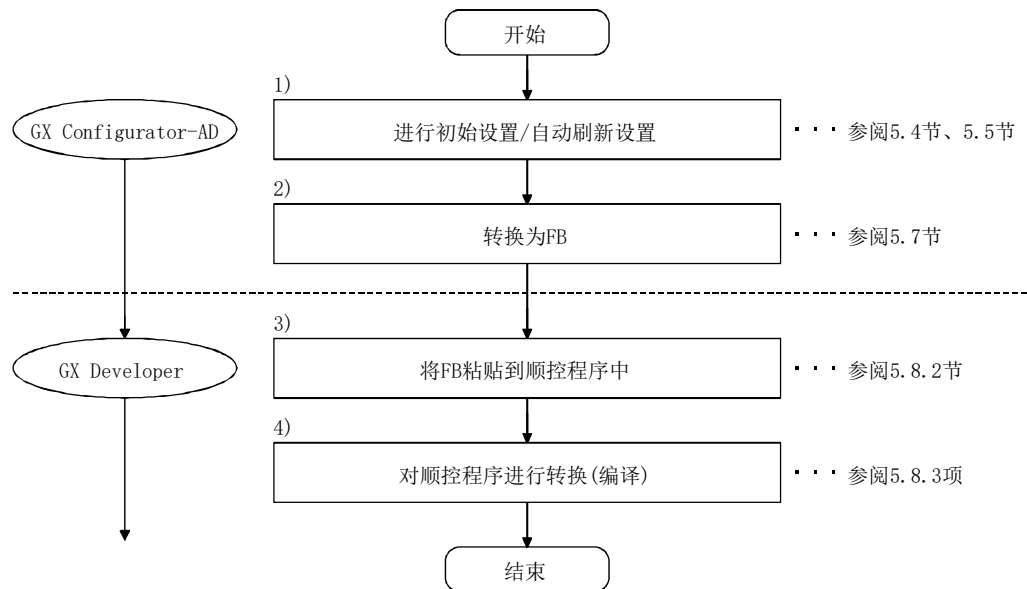 开始
1)
GX Configurator-AD
进行初始设置/自动刷新设置
··· 参阅5.4节、5.5节
2)
转换为FB
··· 参阅5.7节
3)
GX Developer
将FB粘贴到顺控程序中
··· 参阅5.8.2节
4)
对顺控程序进行转换(编译)
··· 参阅5.8.3项
结束